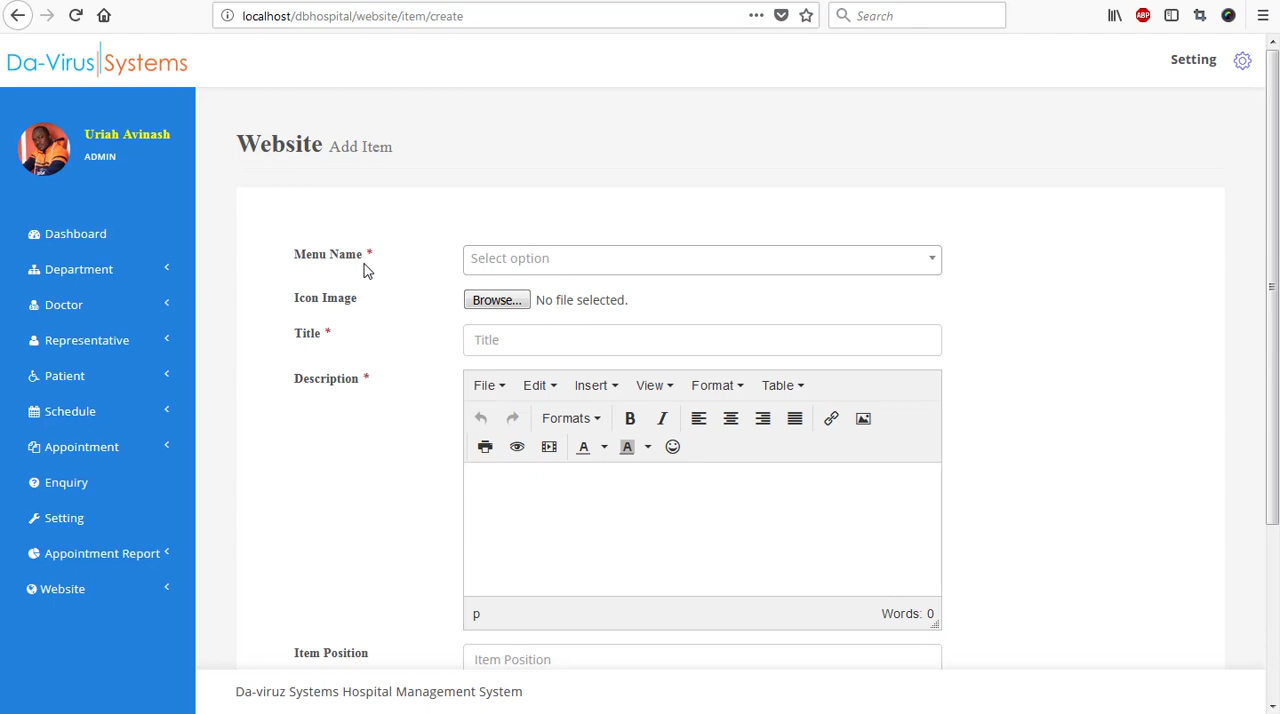 localhost/dbhospital/website/item/create
Search
ABP
Da-Virus Systems
Setting
Uriah Avinash
ADMIN
Dashboard
Department
Doctor
Representative
Patient
Schedule
Appointment
Enquiry
Setting
Appointment Report
Website
Website Add Item
Menu Name *
Select option
Icon Image
Browse... No file selected.
Title *
Title
Description *
File Edit Insert View Format Table
Formats B I
A A
p Words: 0
Item Position
Item Position
Da-viruz Systems Hospital Management System